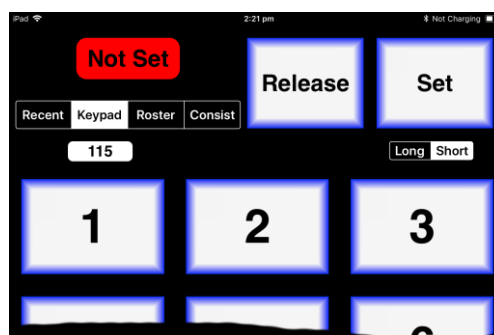 iPad 2:21 pm Not Charging
Not Set
Release
Set
Recent Keypad Roster Consist
115
Long Short
1 2 3